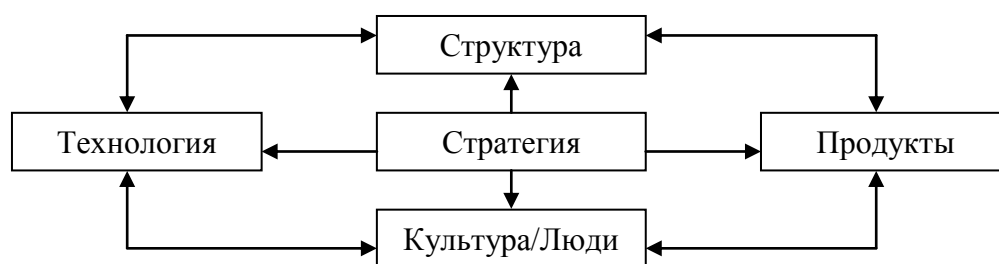 Структура
Технология
Стратегия
Продукты
Культура/Люди